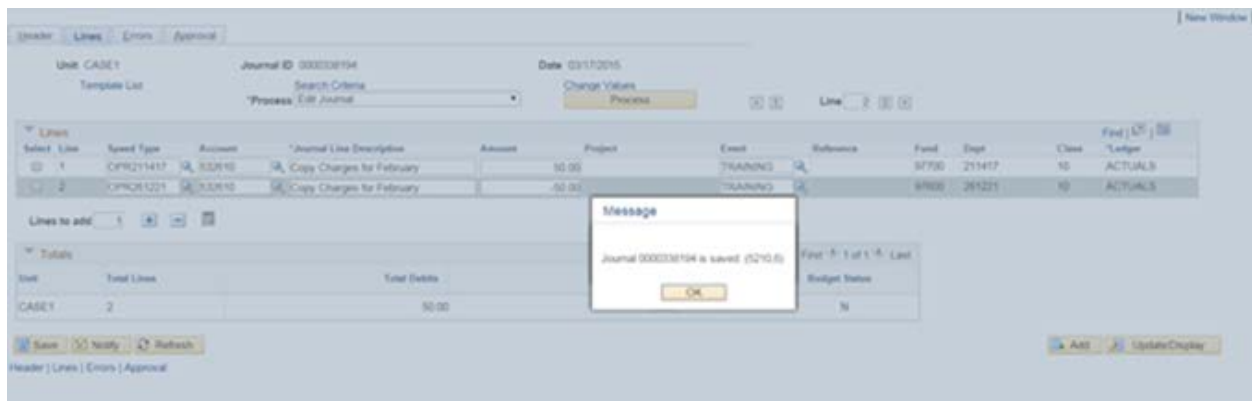 New Window
Header Lines Errors Approval
Unit CASE1 Journal ID 0000338194 Date 03/17/2015
Template List Search Criteria Change Values
*Process Edit Journal Process Line 2
Lines Find
Select Line Speed Type Account *Journal Line Description Amount Project Event Reference Fund Dept Class *Ledger
1 OPR211417 532610 Copy Charges for February 50.00 TRAINING 211417 10 ACTUALS
2 OPR261221 532610 Copy Charges for February -50.00 TRAINING 261221 10 ACTUALS
Lines to add 1
Message
Journal 0000338194 is saved. (5210,6)
OK
Totals First 1 of 1 Last
Unit Total Lines Total Debits Budget Status
CASE1 2 50.00 N
Save Notify Refresh Add Update/Display
Header | Lines | Errors | Approval